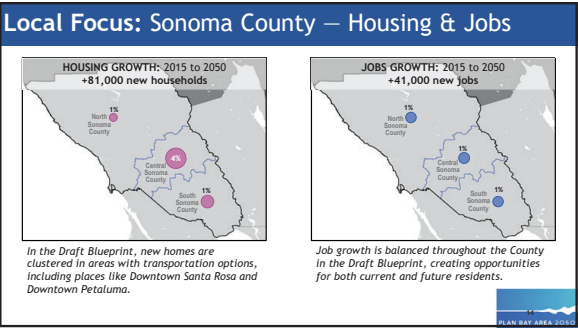 Local Focus: Sonoma County — Housing & Jobs
HOUSING GROWTH: 2015 to 2050
+81,000 new households
1%
North
Sonoma
County
4%
Central
Sonoma
County
1%
South
Sonoma
County
In the Draft Blueprint, new homes are
clustered in areas with transportation options,
including places like Downtown Santa Rosa and
Downtown Petaluma.
JOBS GROWTH: 2015 to 2050
+41,000 new jobs
1%
North
Sonoma
County
1%
Central
Sonoma
County
1%
South
Sonoma
County
Job growth is balanced throughout the County
in the Draft Blueprint, creating opportunities
for both current and future residents.
14
PLAN BAY AREA 2050